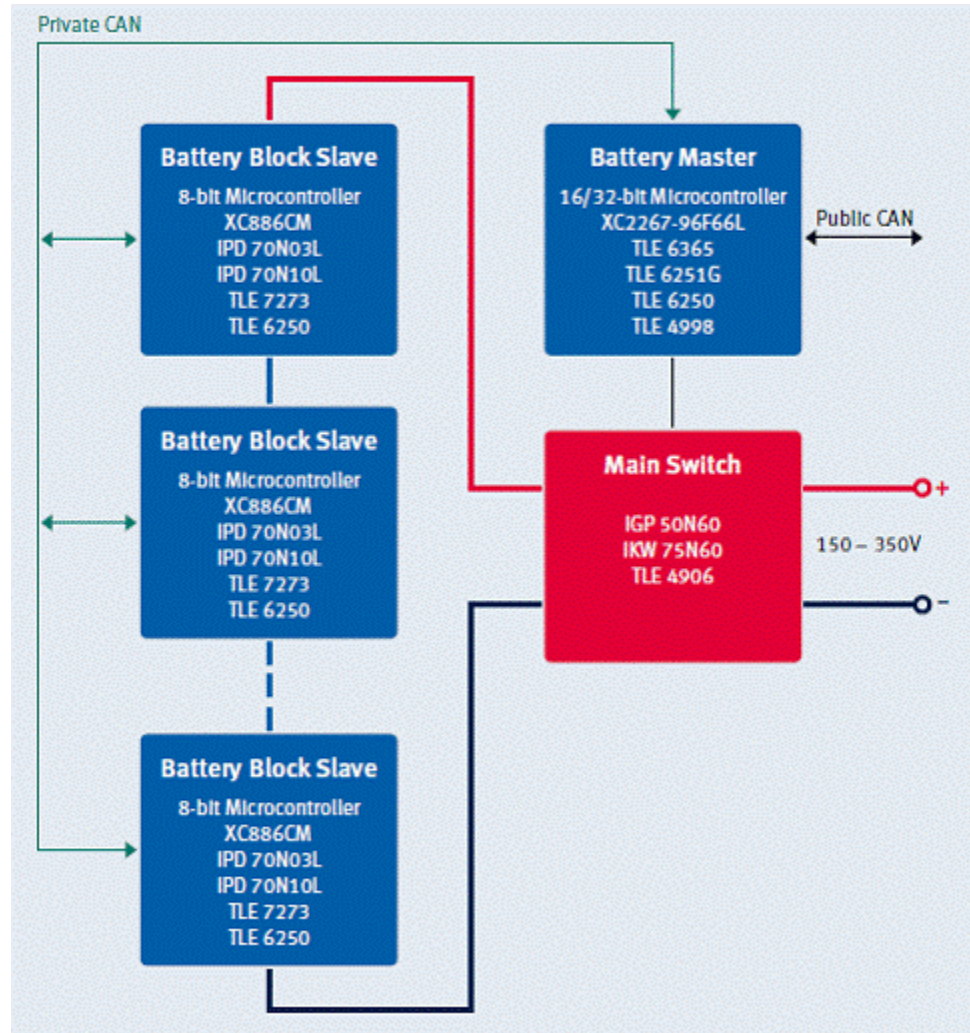 Private CAN
Battery Block Slave
8-bit Microcontroller
XC886CM
IPD 70N03L
IPD 70N10L
TLE 7273
TLE 6250
Battery Master
16/32-bit Microcontroller
XC2267-96F66L
TLE 6365
TLE 6251G
TLE 6250
TLE 4998
Public CAN
Battery Block Slave
8-bit Microcontroller
XC886CM
IPD 70N03L
IPD 70N10L
TLE 7273
TLE 6250
Main Switch
IGP 50N60
IKW 75N60
TLE 4906
+
150 – 350V
–
Battery Block Slave
8-bit Microcontroller
XC886CM
IPD 70N03L
IPD 70N10L
TLE 7273
TLE 6250